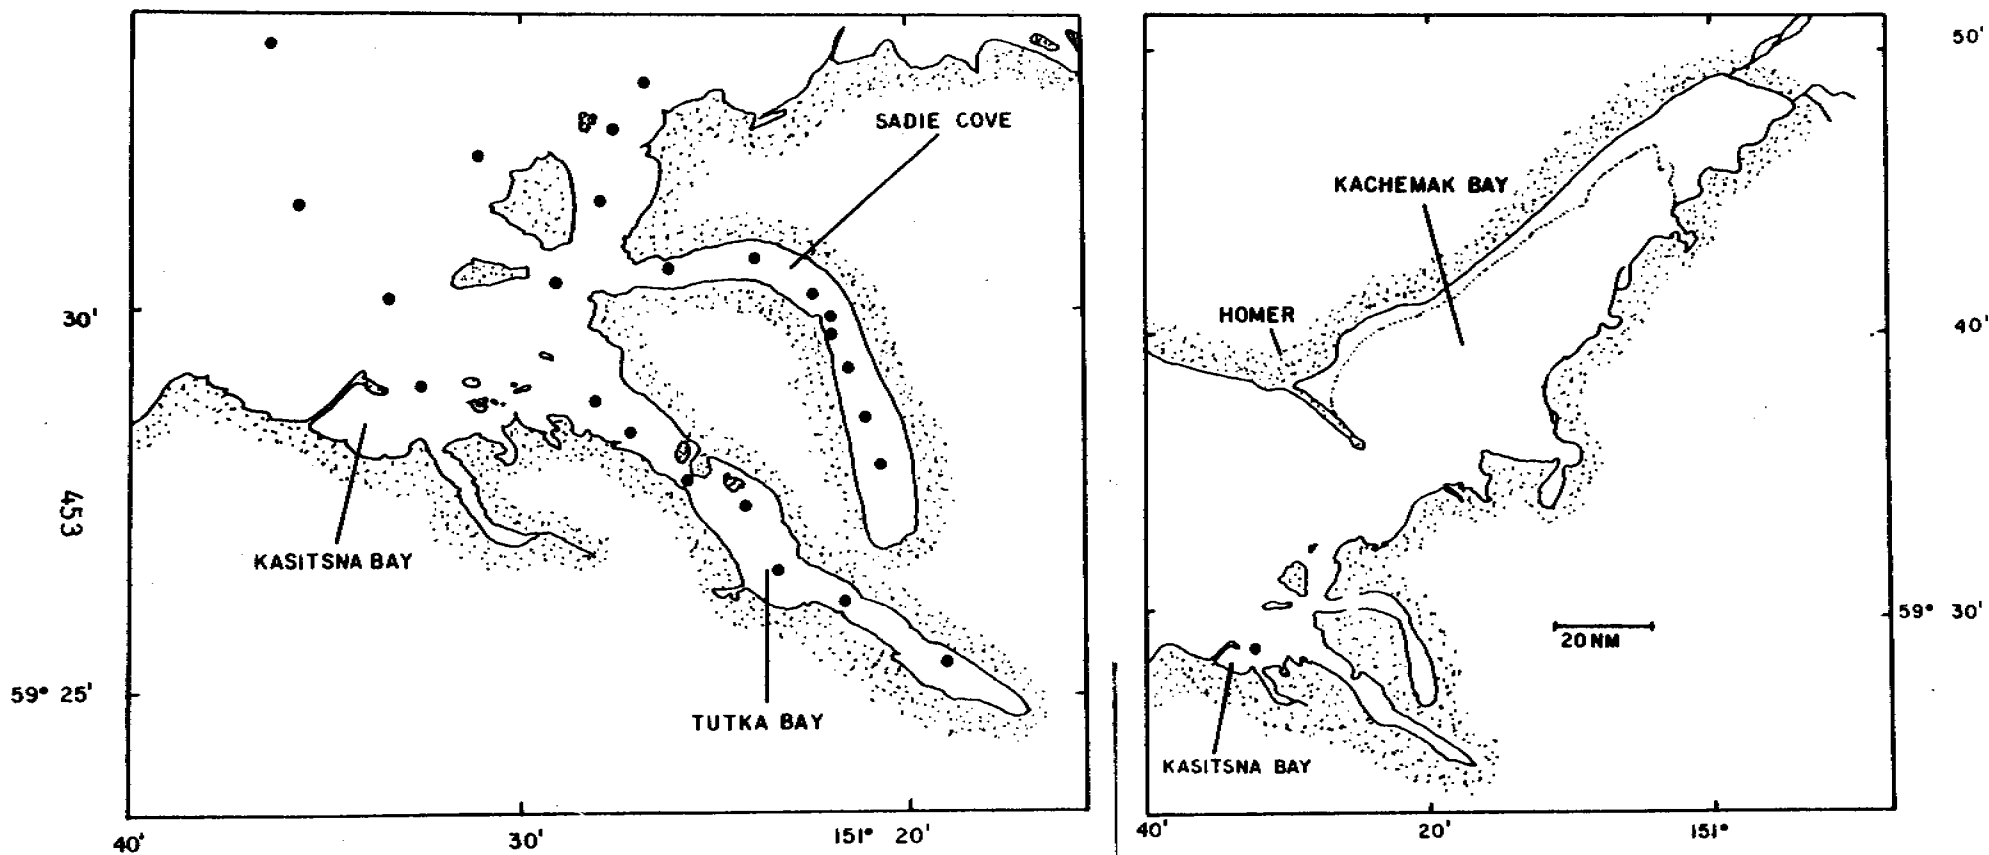 SADIE COVE
30'
453
KASITSNA BAY
59° 25'
TUTKA BAY
40'
30'
151° 20'
50'
KACHEMAK BAY
HOMER
40'
59° 30'
20 NM
KASITSNA BAY
40'
20'
151°